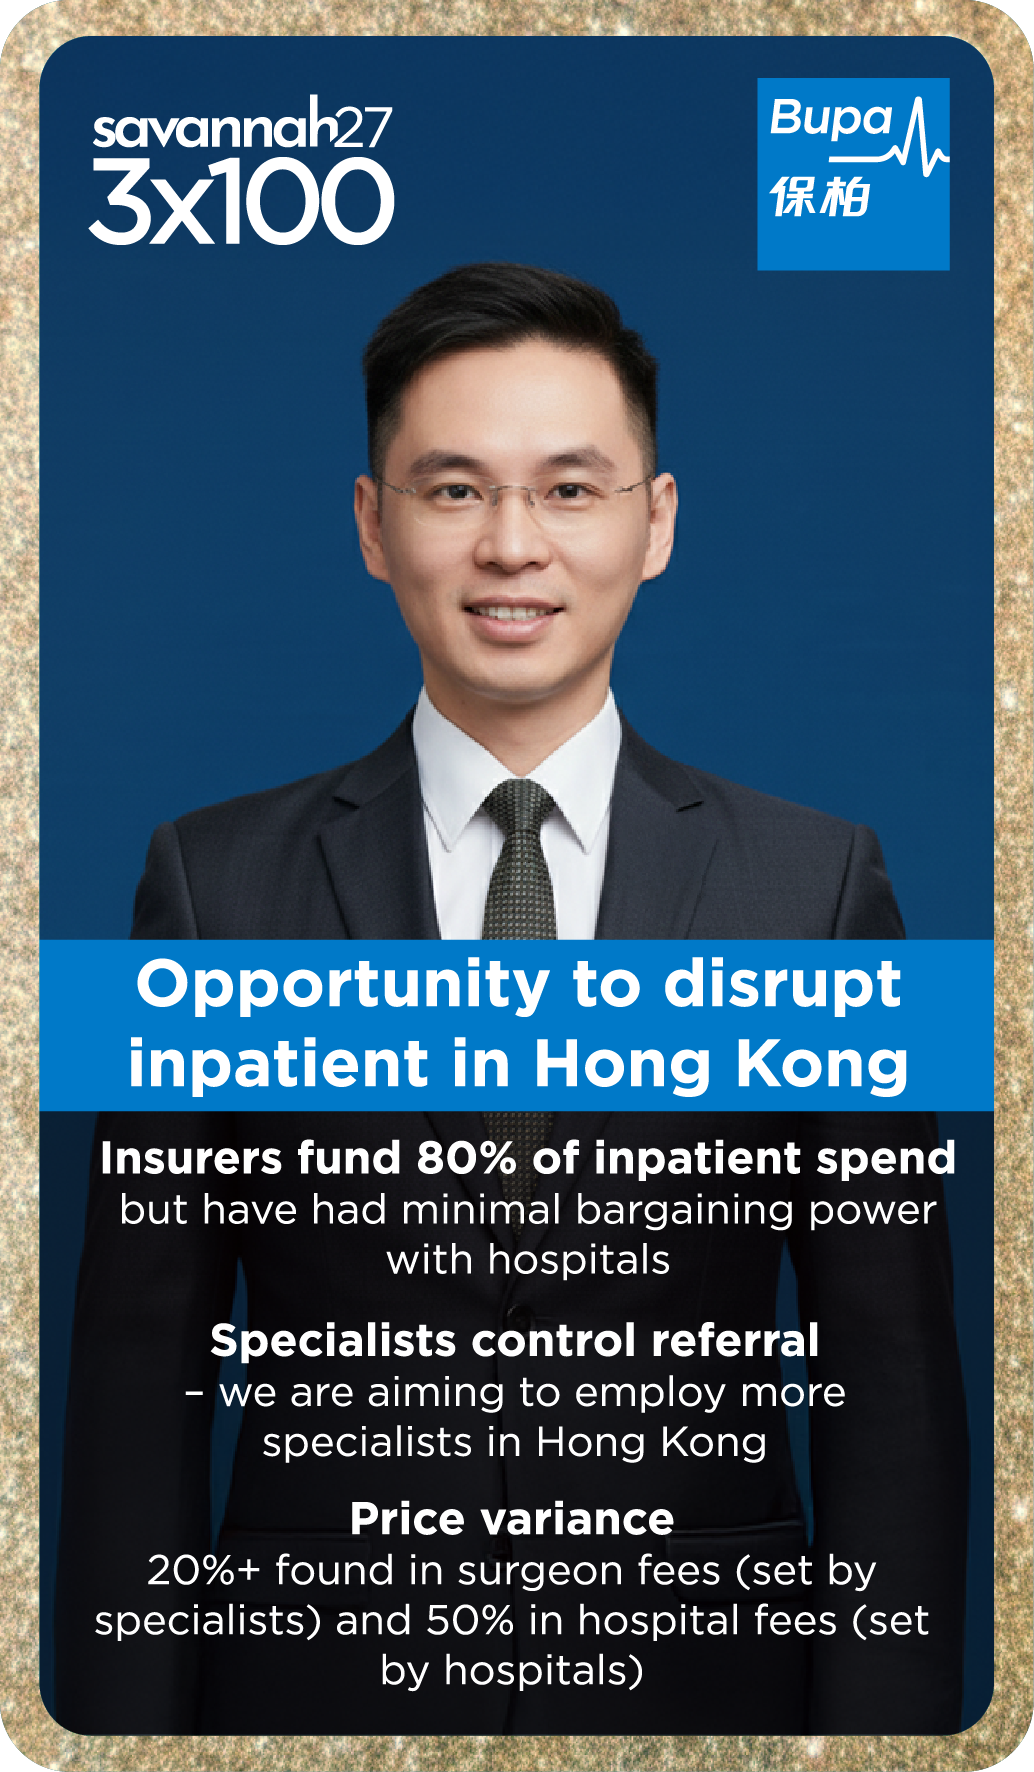 savannah27
3x100
Bupa
保柏
Opportunity to disrupt
inpatient in Hong Kong
Insurers fund 80% of inpatient spend
but have had minimal bargaining power
with hospitals
Specialists control referral
– we are aiming to employ more
specialists in Hong Kong
Price variance
20%+ found in surgeon fees (set by
specialists) and 50% in hospital fees (set
by hospitals)